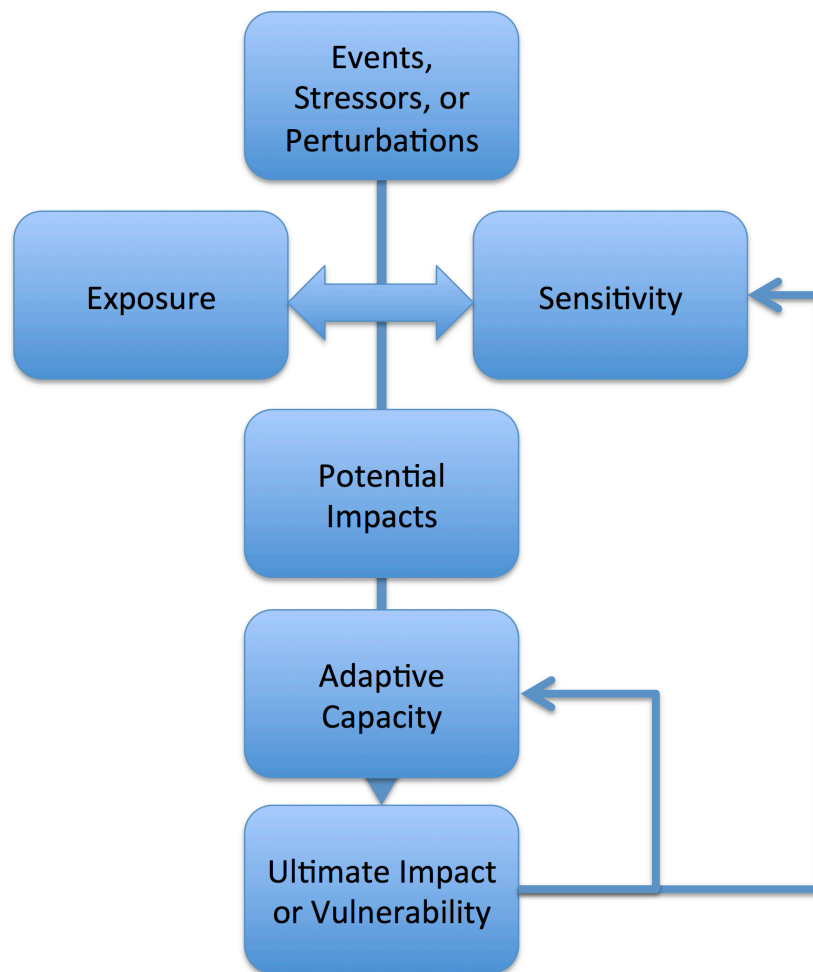 Events,
Stressors, or
Perturbations
Exposure
Sensitivity
Potential
Impacts
Adaptive
Capacity
Ultimate Impact
or Vulnerability